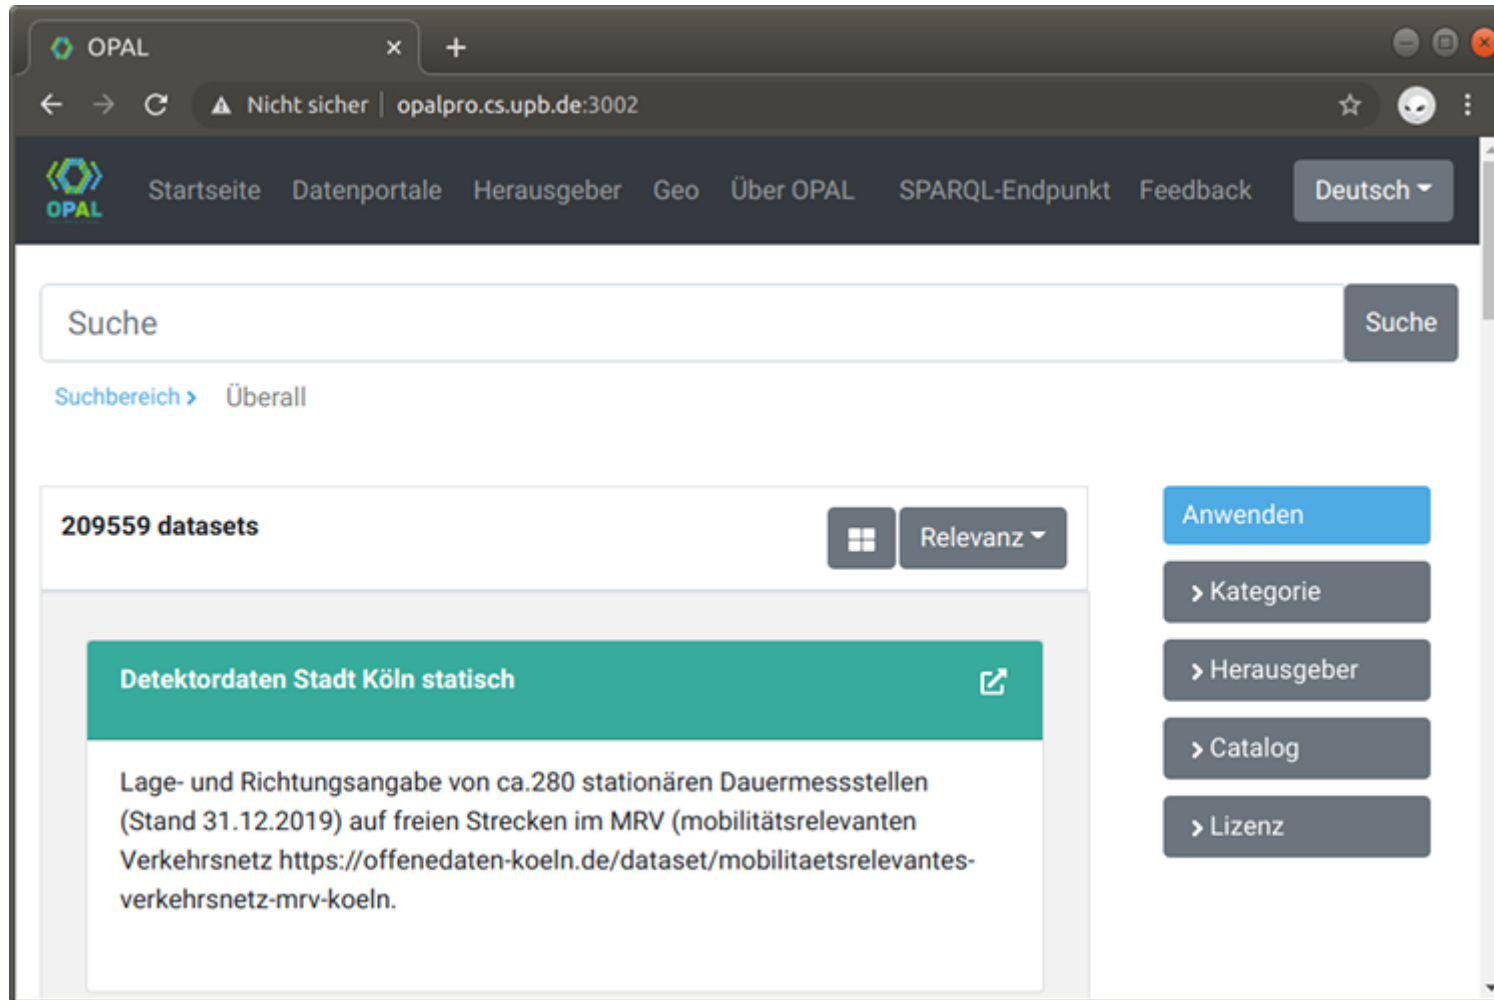 OPAL
Nicht sicher | opalpro.cs.upb.de:3002
OPAL
Startseite Datenportale Herausgeber Geo Über OPAL SPARQL-Endpunkt Feedback Deutsch
Suche Suche
Suchbereich Überall
209559 datasets Relevanz
Anwenden
Kategorie
Herausgeber
Catalog
Lizenz
Detektordaten Stadt Köln statisch
Lage- und Richtungsangabe von ca.280 stationären Dauermessstellen
(Stand 31.12.2019) auf freien Strecken im MRV (mobilitätsrelevanten
Verkehrsnetz https://offenedaten-koeln.de/dataset/mobilitaetsrelevantes-
verkehrsnetz-mrv-koeln.